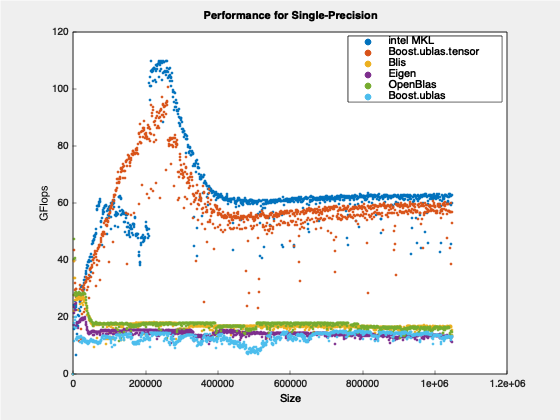 Performance for Single-Precision
120
100
80
60
40
20
0
GFlops
intel MKL
Boost.ublas.tensor
Blis
Eigen
OpenBlas
Boost.ublas
0 200000 400000 600000 800000 1e+06 1.2e+06
Size